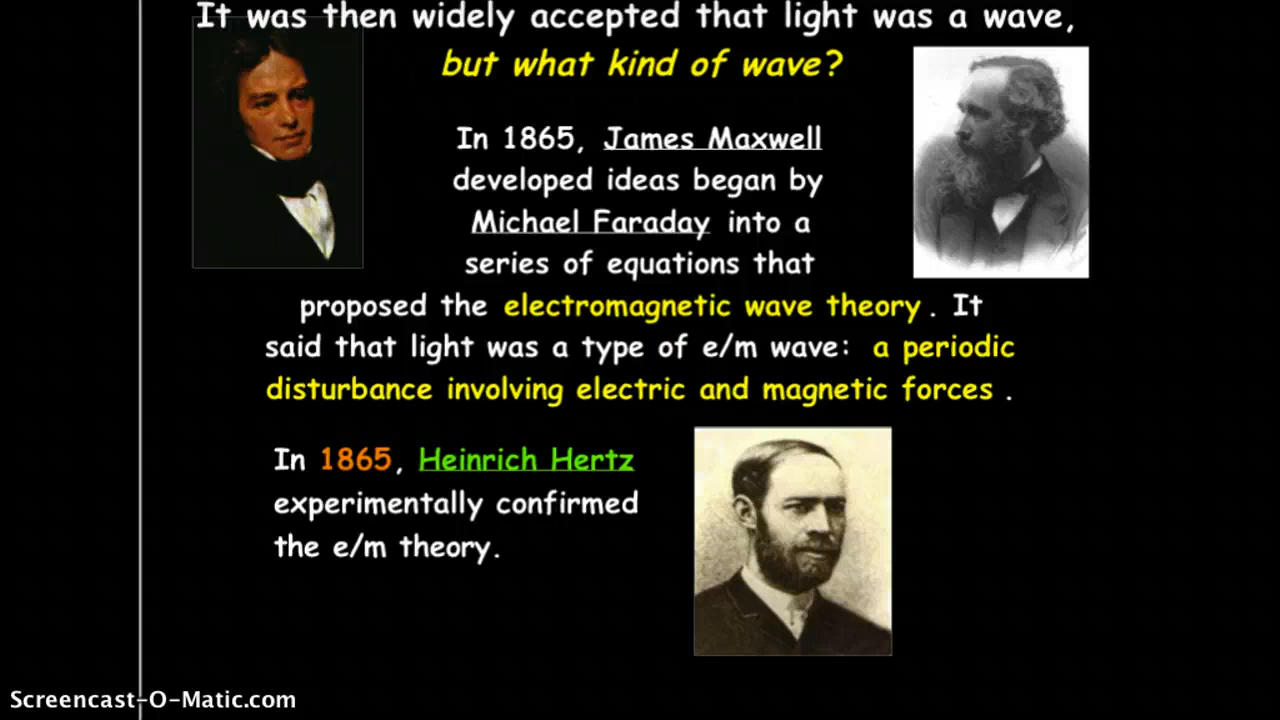 It was then widely accepted that light was a wave,
but what kind of wave?
In 1865, James Maxwell
developed ideas began by
Michael Faraday into a
series of equations that
proposed the electromagnetic wave theory. It
said that light was a type of e/m wave: a periodic
disturbance involving electric and magnetic forces.
In 1865, Heinrich Hertz
experimentally confirmed
the e/m theory.
Screencast-O-Matic.com